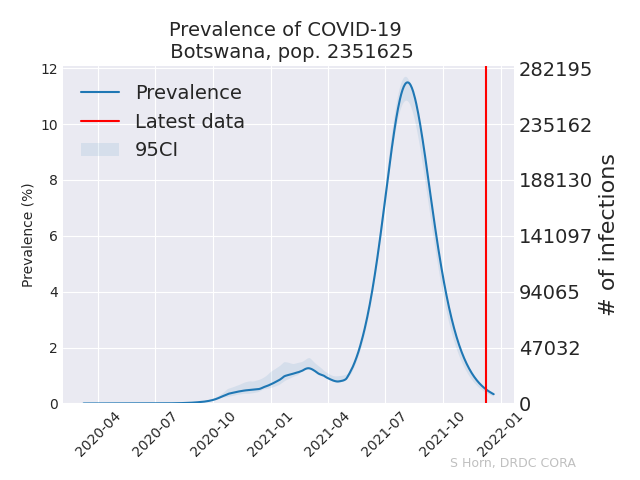 Prevalence of COVID-19
Botswana, pop. 2351625
Prevalence
Latest data
95CI
Prevalence (%)
12
10
8
6
4
2
0
282195
235162
188130
141097
94065
47032
0
# of infections
2020-04
2020-07
2020-10
2021-01
2021-04
2021-07
2021-10
2022-01
S Horn, DRDC CORA